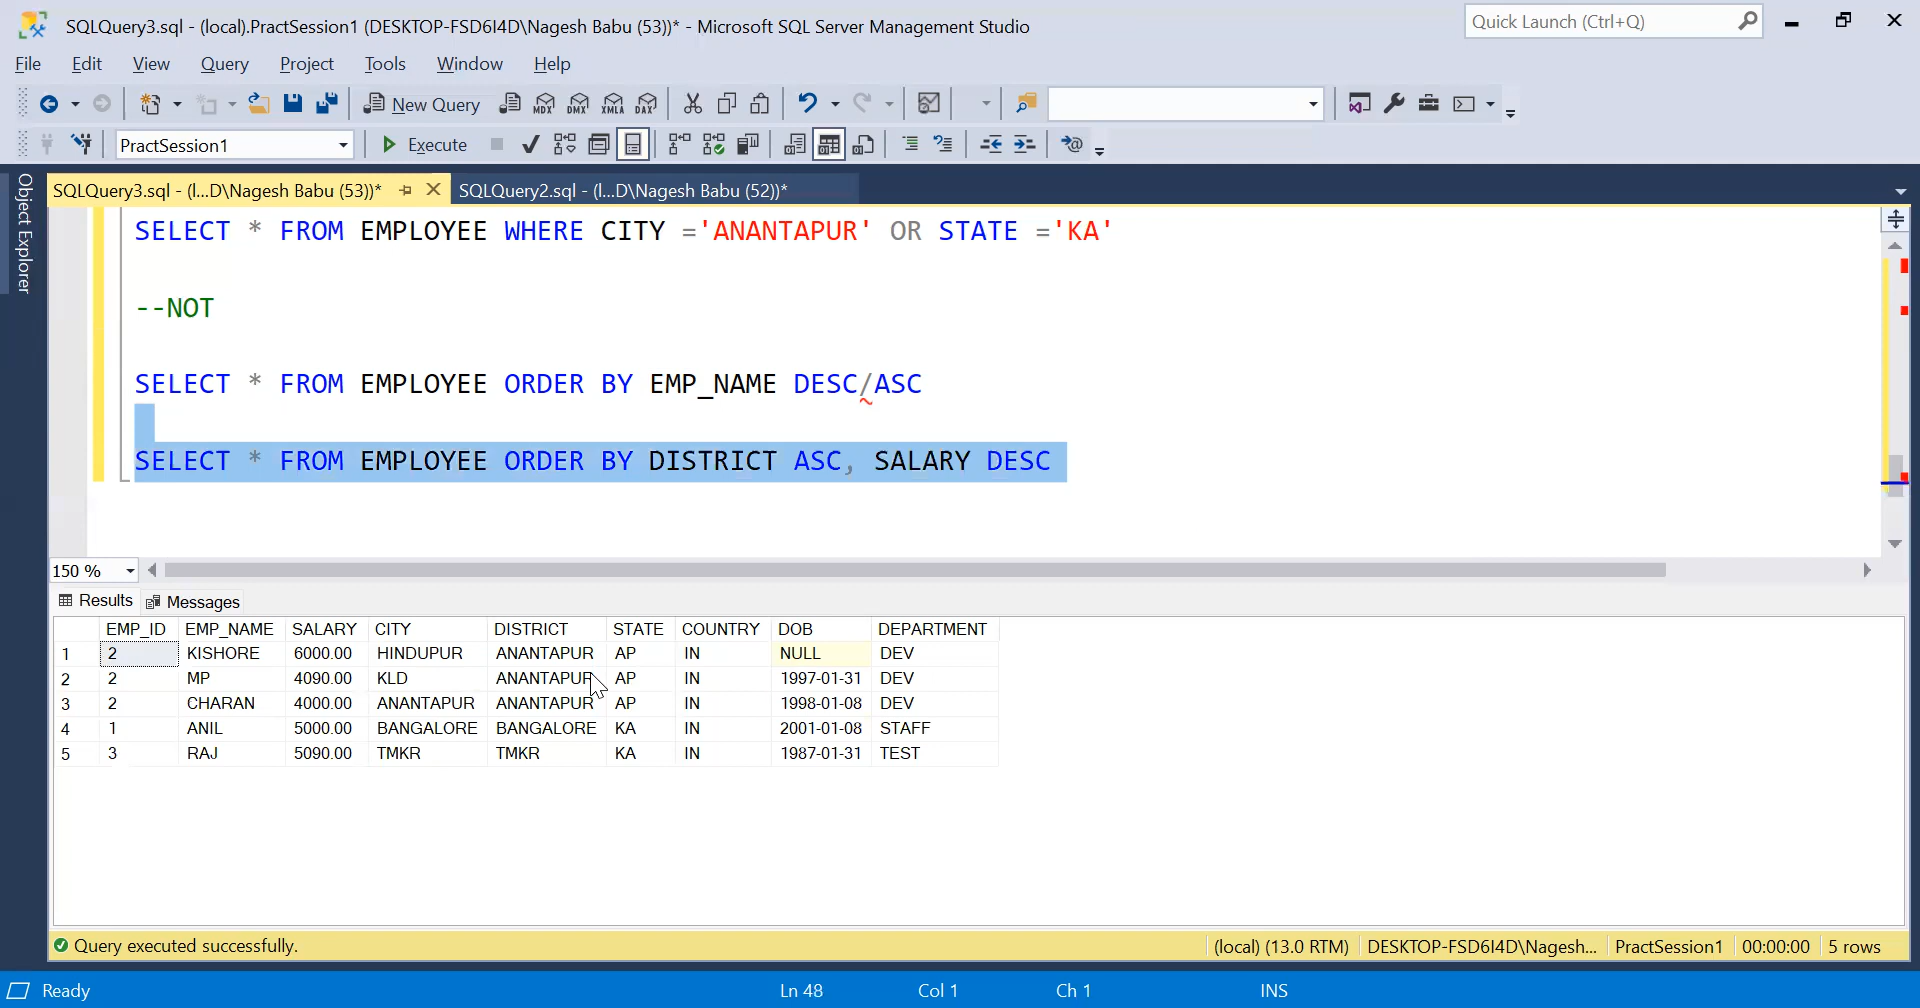 SQLQuery3.sql - (local).PractSession1 (DESKTOP-FSD6I4D\Nagesh Babu (53))* - Microsoft SQL Server Management Studio
Quick Launch (Ctrl+Q)
File Edit View Query Project Tools Window Help
New Query MDX DMX XMLA DAX
PractSession1 Execute
SQLQuery3.sql - (l...D\Nagesh Babu (53))* SQLQuery2.sql - (l...D\Nagesh Babu (52))*
Object Explorer
SELECT * FROM EMPLOYEE WHERE CITY ='ANANTAPUR' OR STATE ='KA'
--NOT
SELECT * FROM EMPLOYEE ORDER BY EMP_NAME DESC/ASC
SELECT * FROM EMPLOYEE ORDER BY DISTRICT ASC, SALARY DESC
150 %
Results Messages
EMP_ID EMP_NAME SALARY CITY DISTRICT STATE COUNTRY DOB DEPARTMENT
1 2 KISHORE 6000.00 HINDUPUR ANANTAPUR AP IN NULL DEV
2 2 MP 4090.00 KLD ANANTAPUR AP IN 1997-01-31 DEV
3 2 CHARAN 4000.00 ANANTAPUR ANANTAPUR AP IN 1998-01-08 DEV
4 1 ANIL 5000.00 BANGALORE BANGALORE KA IN 2001-01-08 STAFF
5 3 RAJ 5090.00 TMKR TMKR KA IN 1987-01-31 TEST
Query executed successfully. (local) (13.0 RTM) DESKTOP-FSD6I4D\Nagesh... PractSession1 00:00:00 5 rows
Ready Ln 48 Col 1 Ch 1 INS